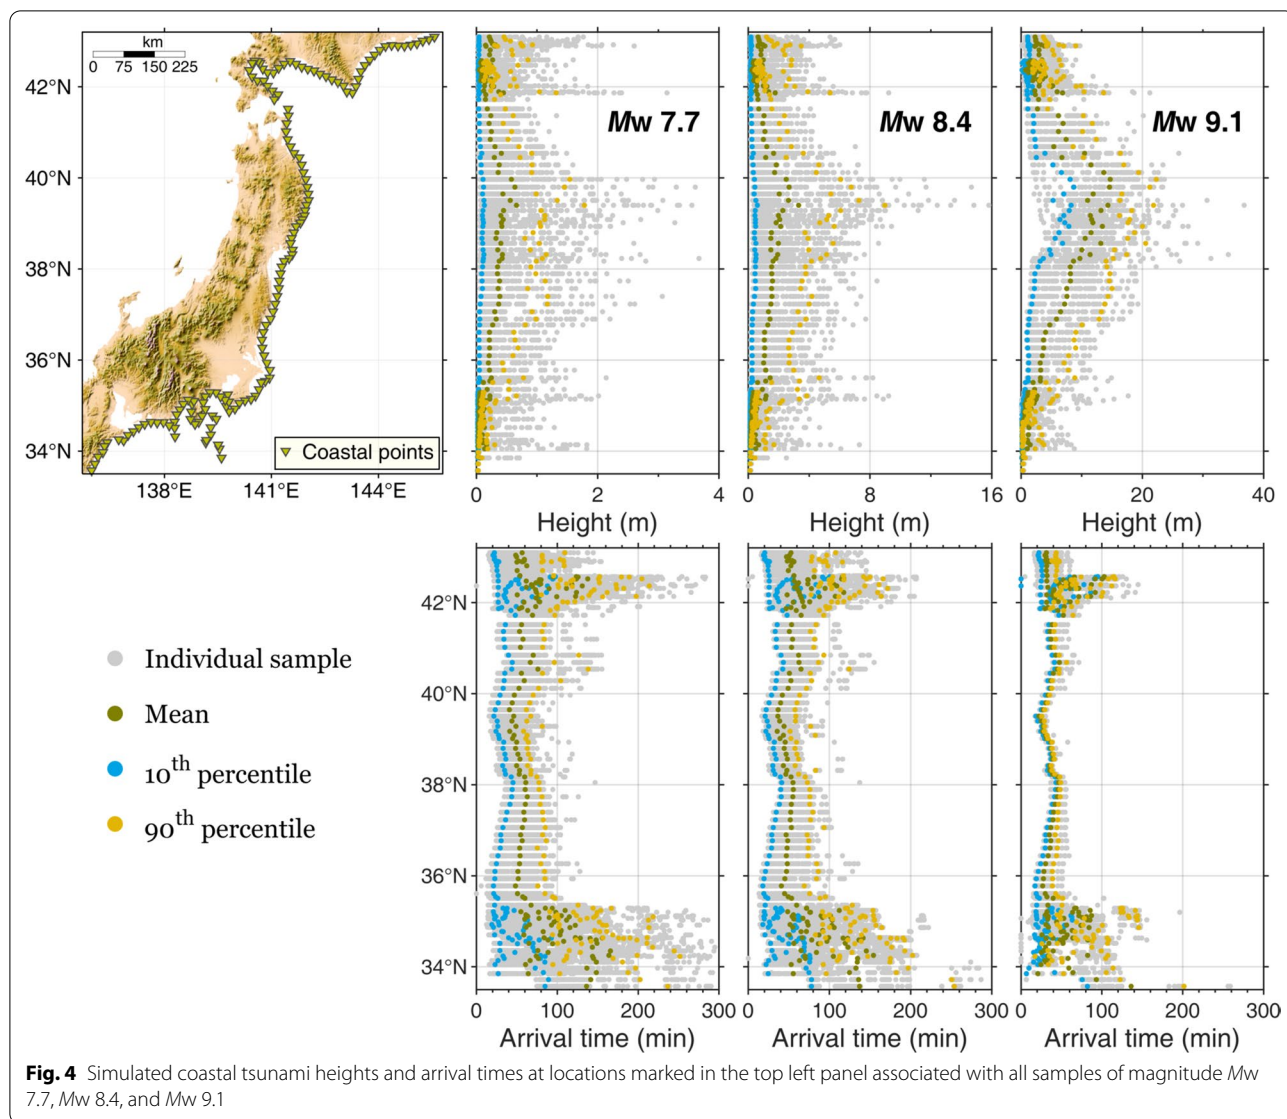 km
0 75 150 225
42°N
40°N
38°N
36°N
34°N
138°E 141°E 144°E
Coastal points
Mw 7.7
0 2 4
Height (m)
Mw 8.4
0 8 16
Height (m)
Mw 9.1
0 20 40
Height (m)
Individual sample
Mean
10th percentile
90th percentile
42°N
40°N
38°N
36°N
34°N
0 100 200 300
Arrival time (min)
0 100 200 300
Arrival time (min)
0 100 200 300
Arrival time (min)
Fig. 4 Simulated coastal tsunami heights and arrival times at locations marked in the top left panel associated with all samples of magnitude Mw
7.7, Mw 8.4, and Mw 9.1